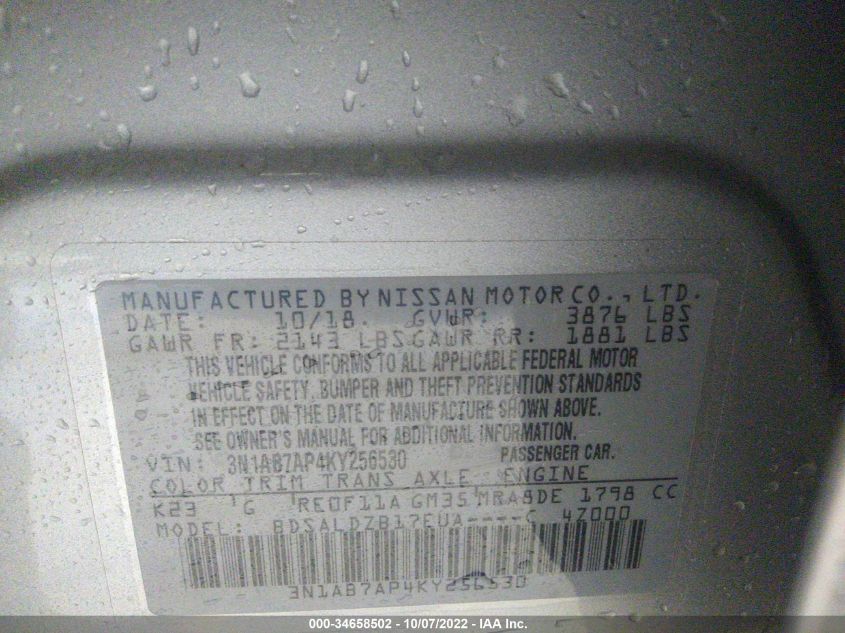 MANUFACTURED BY NISSAN MOTOR CO., LTD.
DATE: 10/18 GVWR: 3876 LBS
GAWR FR: 2143 LBS GAWR RR: 1881 LBS
THIS VEHICLE CONFORMS TO ALL APPLICABLE FEDERAL MOTOR
VEHICLE SAFETY, BUMPER AND THEFT PREVENTION STANDARDS
IN EFFECT ON THE DATE OF MANUFACTURE SHOWN ABOVE.
SEE OWNER'S MANUAL FOR ADDITIONAL INFORMATION.
VIN: 3N1AB7AP4KY256530 PASSENGER CAR.
COLOR TRIM TRANS AXLE ENGINE
K23 G RE0F11A GM35 MRA8DE 1798 CC
MODEL: BDSALDZB17EUA----C 47000
3N1AB7AP4KY256530
000-34658502 - 10/07/2022 - IAA Inc.